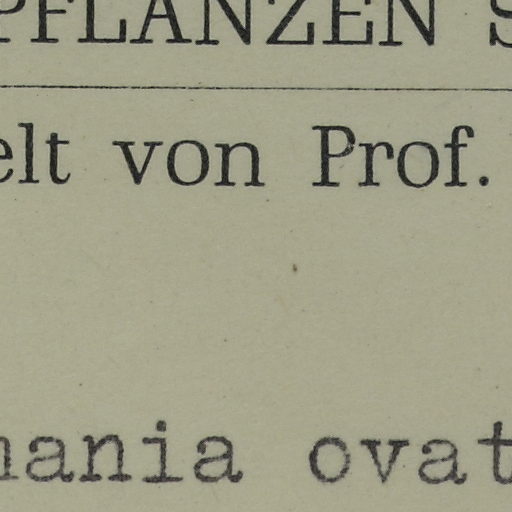 PFLANZEN S
elt von Prof.
nania ovat